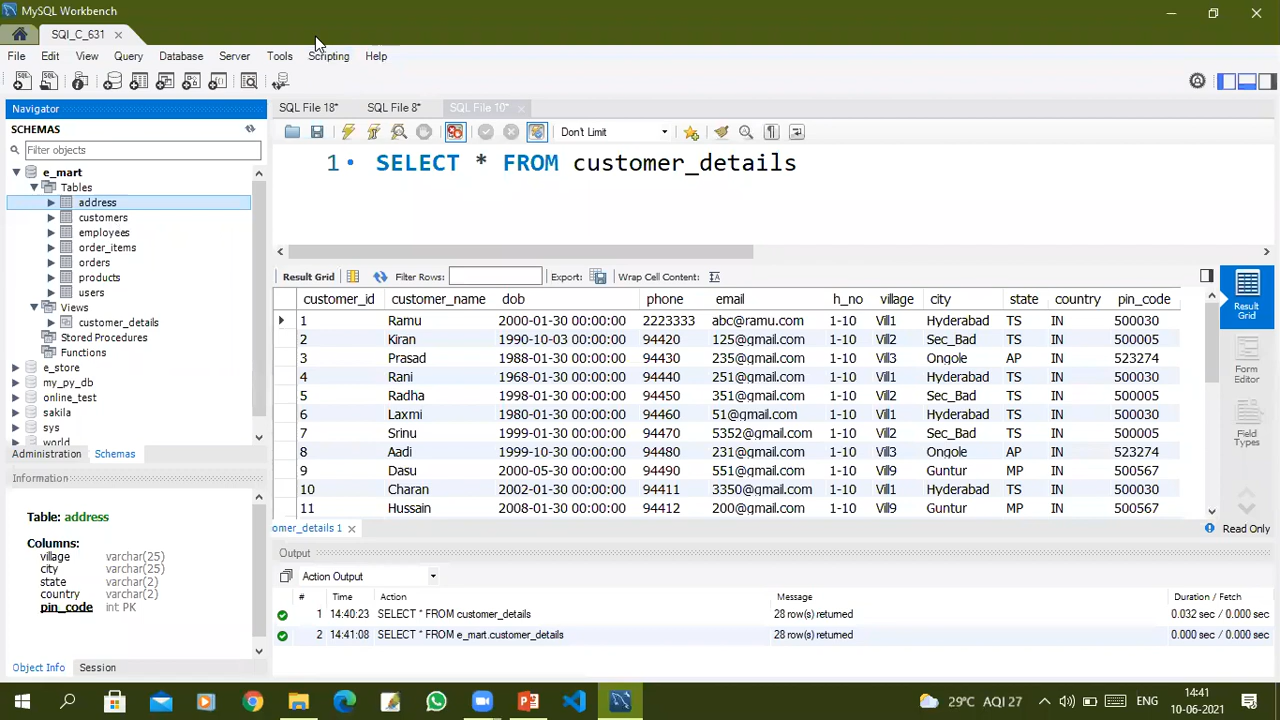 MySQL Workbench
SQl_C_631
File Edit View Query Database Server Tools Scripting Help
Navigator
SCHEMAS
Filter objects
e_mart
Tables
address
customers
employees
order_items
orders
products
users
Views
customer_details
Stored Procedures
Functions
e_store
my_py_db
online_test
sakila
sys
world
Administration Schemas
Information
Table: address
Columns:
village varchar(25)
city varchar(25)
state varchar(2)
country varchar(2)
pin_code int PK
Object Info Session
SQL File 18* SQL File 8* SQL File 10*
Don't Limit
1 SELECT * FROM customer_details
Result Grid Filter Rows: Export: Wrap Cell Content:
customer_id customer_name dob phone email h_no village city state country pin_code
1 Ramu 2000-01-30 00:00:00 2223333 abc@ramu.com 1-10 Vill1 Hyderabad TS IN 500030
2 Kiran 1990-10-03 00:00:00 94420 125@gmail.com 1-10 Vill2 Sec_Bad TS IN 500005
3 Prasad 1988-01-30 00:00:00 94430 235@gmail.com 1-10 Vill3 Ongole AP IN 523274
4 Rani 1968-01-30 00:00:00 94440 251@gmail.com 1-10 Vill1 Hyderabad TS IN 500030
5 Radha 1998-01-30 00:00:00 94450 351@gmail.com 1-10 Vill2 Sec_Bad TS IN 500005
6 Laxmi 1980-01-30 00:00:00 94460 51@gmail.com 1-10 Vill1 Hyderabad TS IN 500030
7 Srinu 1999-01-30 00:00:00 94470 5352@gmail.com 1-10 Vill2 Sec_Bad TS IN 500005
8 Aadi 1999-10-30 00:00:00 94480 231@gmail.com 1-10 Vill3 Ongole AP IN 523274
9 Dasu 2000-05-30 00:00:00 94490 551@gmail.com 1-10 Vill9 Guntur MP IN 500567
10 Charan 2002-01-30 00:00:00 94411 3350@gmail.com 1-10 Vill1 Hyderabad TS IN 500030
11 Hussain 2008-01-30 00:00:00 94412 200@gmail.com 1-10 Vill9 Guntur MP IN 500567
Result
Grid
Form
Editor
Field
Types
omer_details 1
Read Only
Output
Action Output
# Time Action Message Duration / Fetch
1 14:40:23 SELECT * FROM customer_details 28 row(s) returned 0.032 sec / 0.000 sec
2 14:41:08 SELECT * FROM e_mart.customer_details 28 row(s) returned 0.000 sec / 0.000 sec
29°C AQI 27 ENG 14:41
10-06-2021